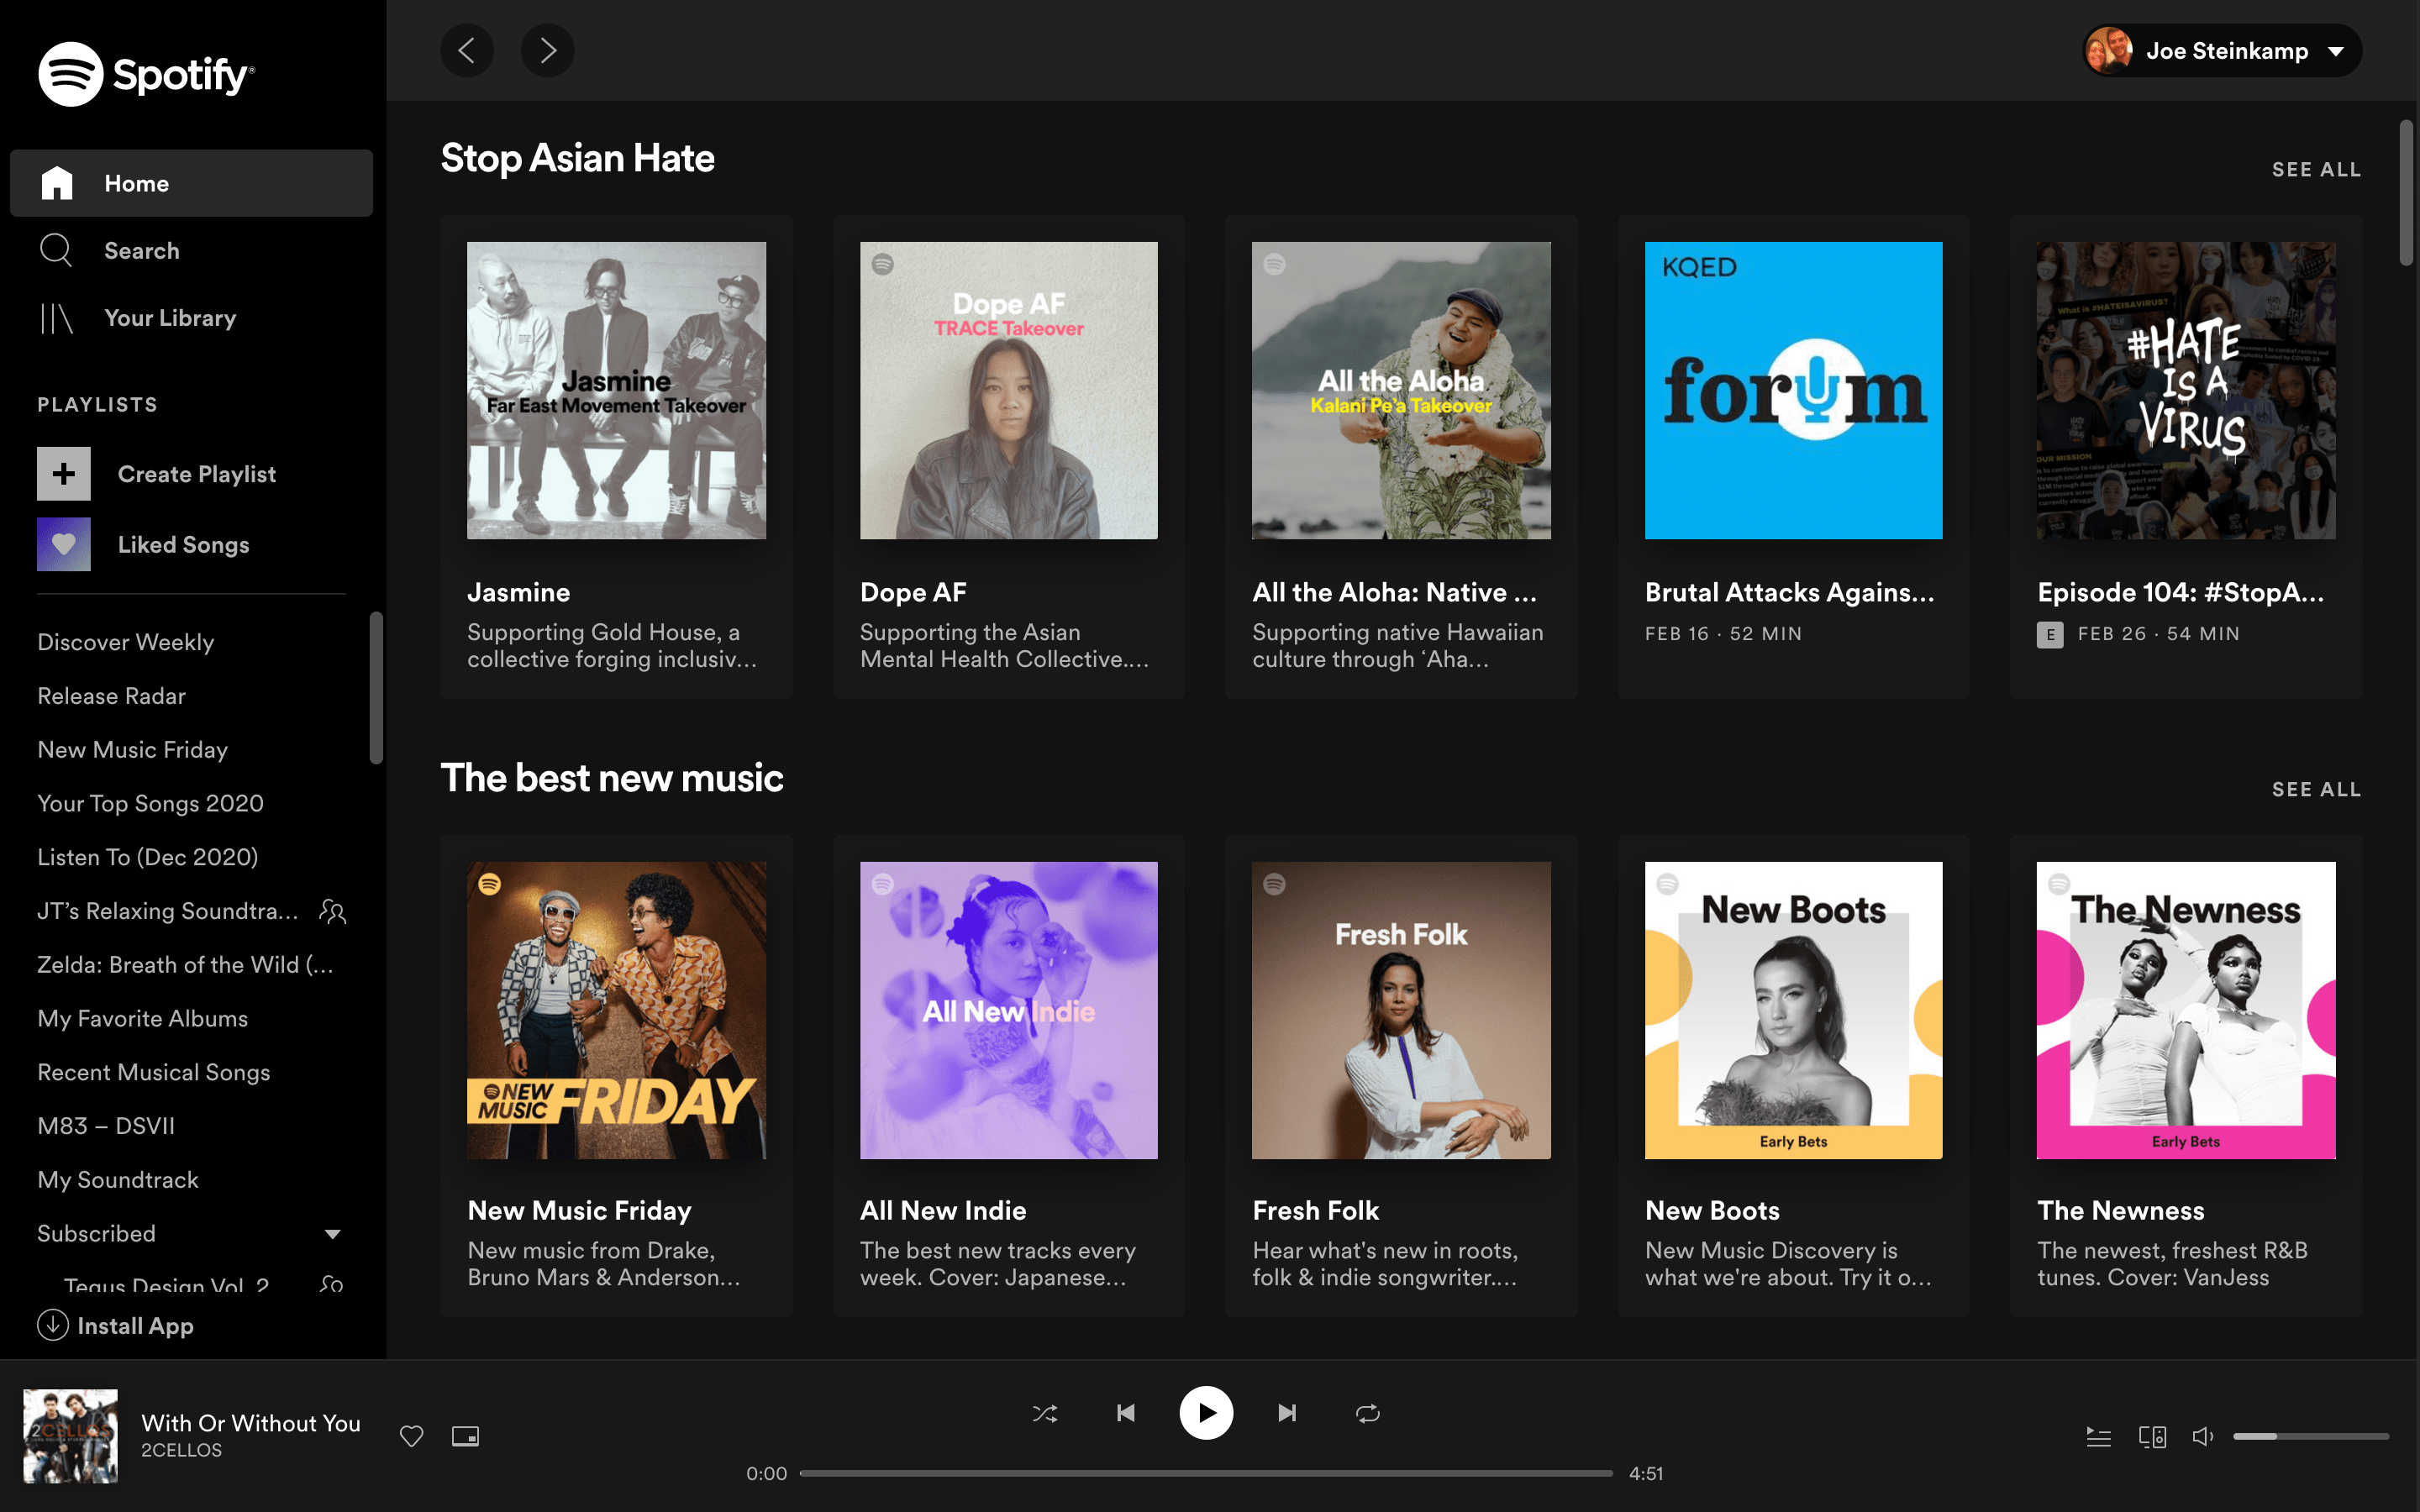 Spotify®
Home
Search
Your Library
PLAYLISTS
Create Playlist
Liked Songs
Discover Weekly
Release Radar
New Music Friday
Your Top Songs 2020
Listen To (Dec 2020)
JT's Relaxing Soundtra...
Zelda: Breath of the Wild (...
My Favorite Albums
Recent Musical Songs
M83 – DSVII
My Soundtrack
Subscribed
Tegus Design Vol. 2
Install App
Joe Steinkamp
Stop Asian Hate
SEE ALL
Jasmine
Far East Movement Takeover
Jasmine
Supporting Gold House, a
collective forging inclusiv...
Dope AF
TRACE Takeover
Dope AF
Supporting the Asian
Mental Health Collective....
All the Aloha
Kalani Pe'a Takeover
All the Aloha: Native ...
Supporting native Hawaiian
culture through ‘Aha...
KQED
forum
Brutal Attacks Agains...
FEB 16 · 52 MIN
What is #HATEISAVIRUS?
#HATE
IS A
VIRUS
OUR MISSION
Episode 104: #StopA...
E FEB 26 · 54 MIN
The best new music
SEE ALL
NEW
MUSIC FRIDAY
New Music Friday
New music from Drake,
Bruno Mars & Anderson...
All New Indie
All New Indie
The best new tracks every
week. Cover: Japanese...
Fresh Folk
Fresh Folk
Hear what's new in roots,
folk & indie songwriter....
New Boots
Early Bets
New Boots
New Music Discovery is
what we're about. Try it o...
The Newness
Early Bets
The Newness
The newest, freshest R&B
tunes. Cover: VanJess
2CELLOS
With Or Without You
2CELLOS
0:00
4:51